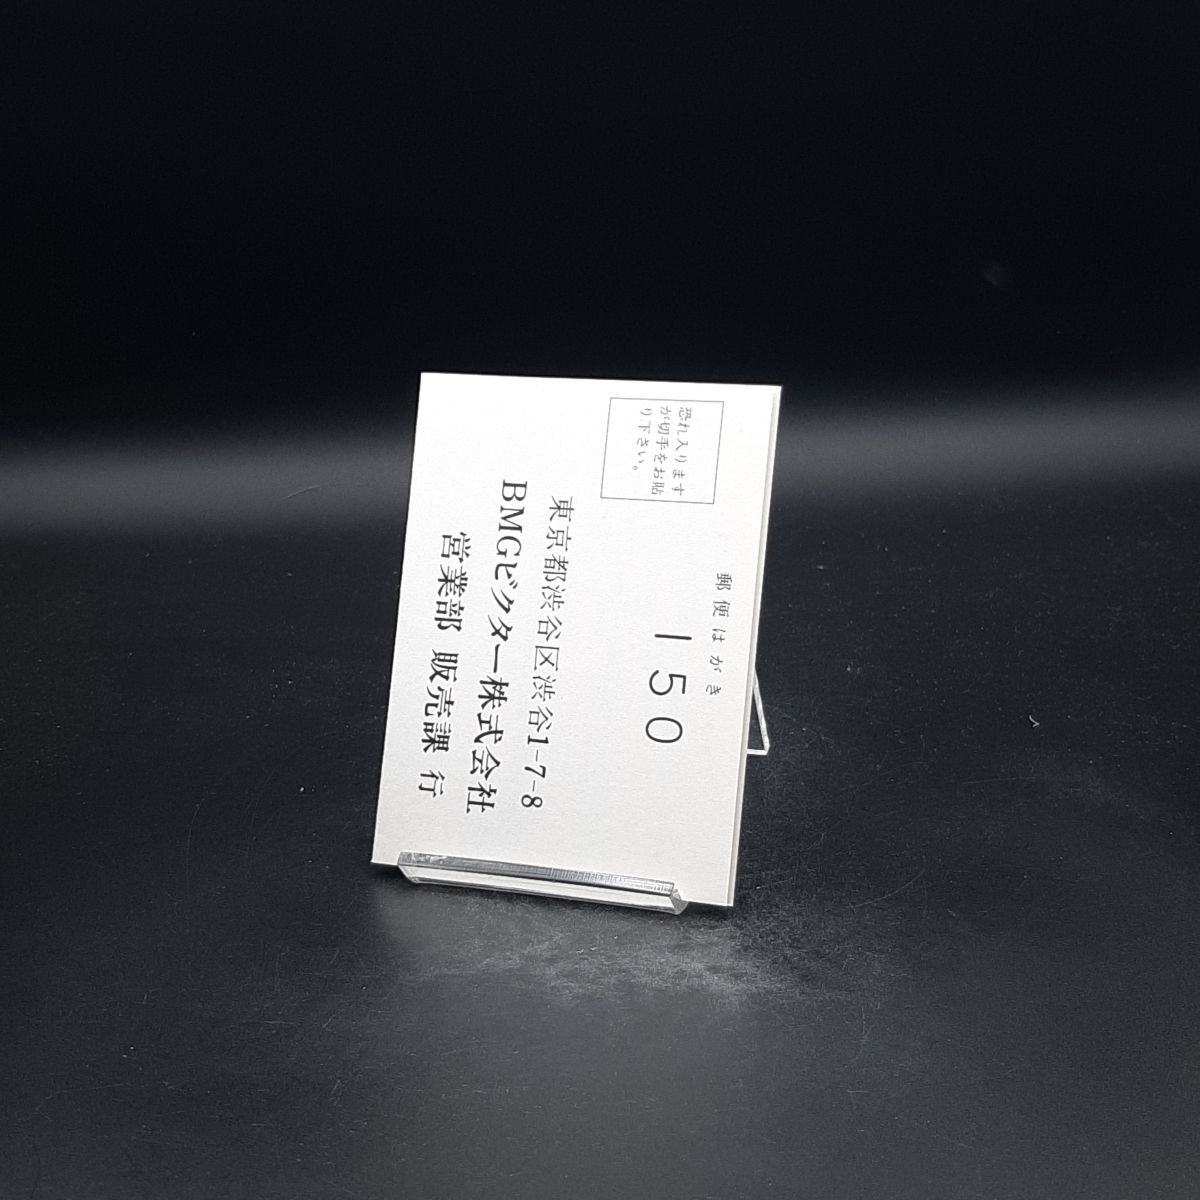 郵便はがき
150
恐れ入ります
が切手をお貼
り下さい。
東京都渋谷区渋谷1-7-8
BMGビクター株式会社
営業部 販売課 行